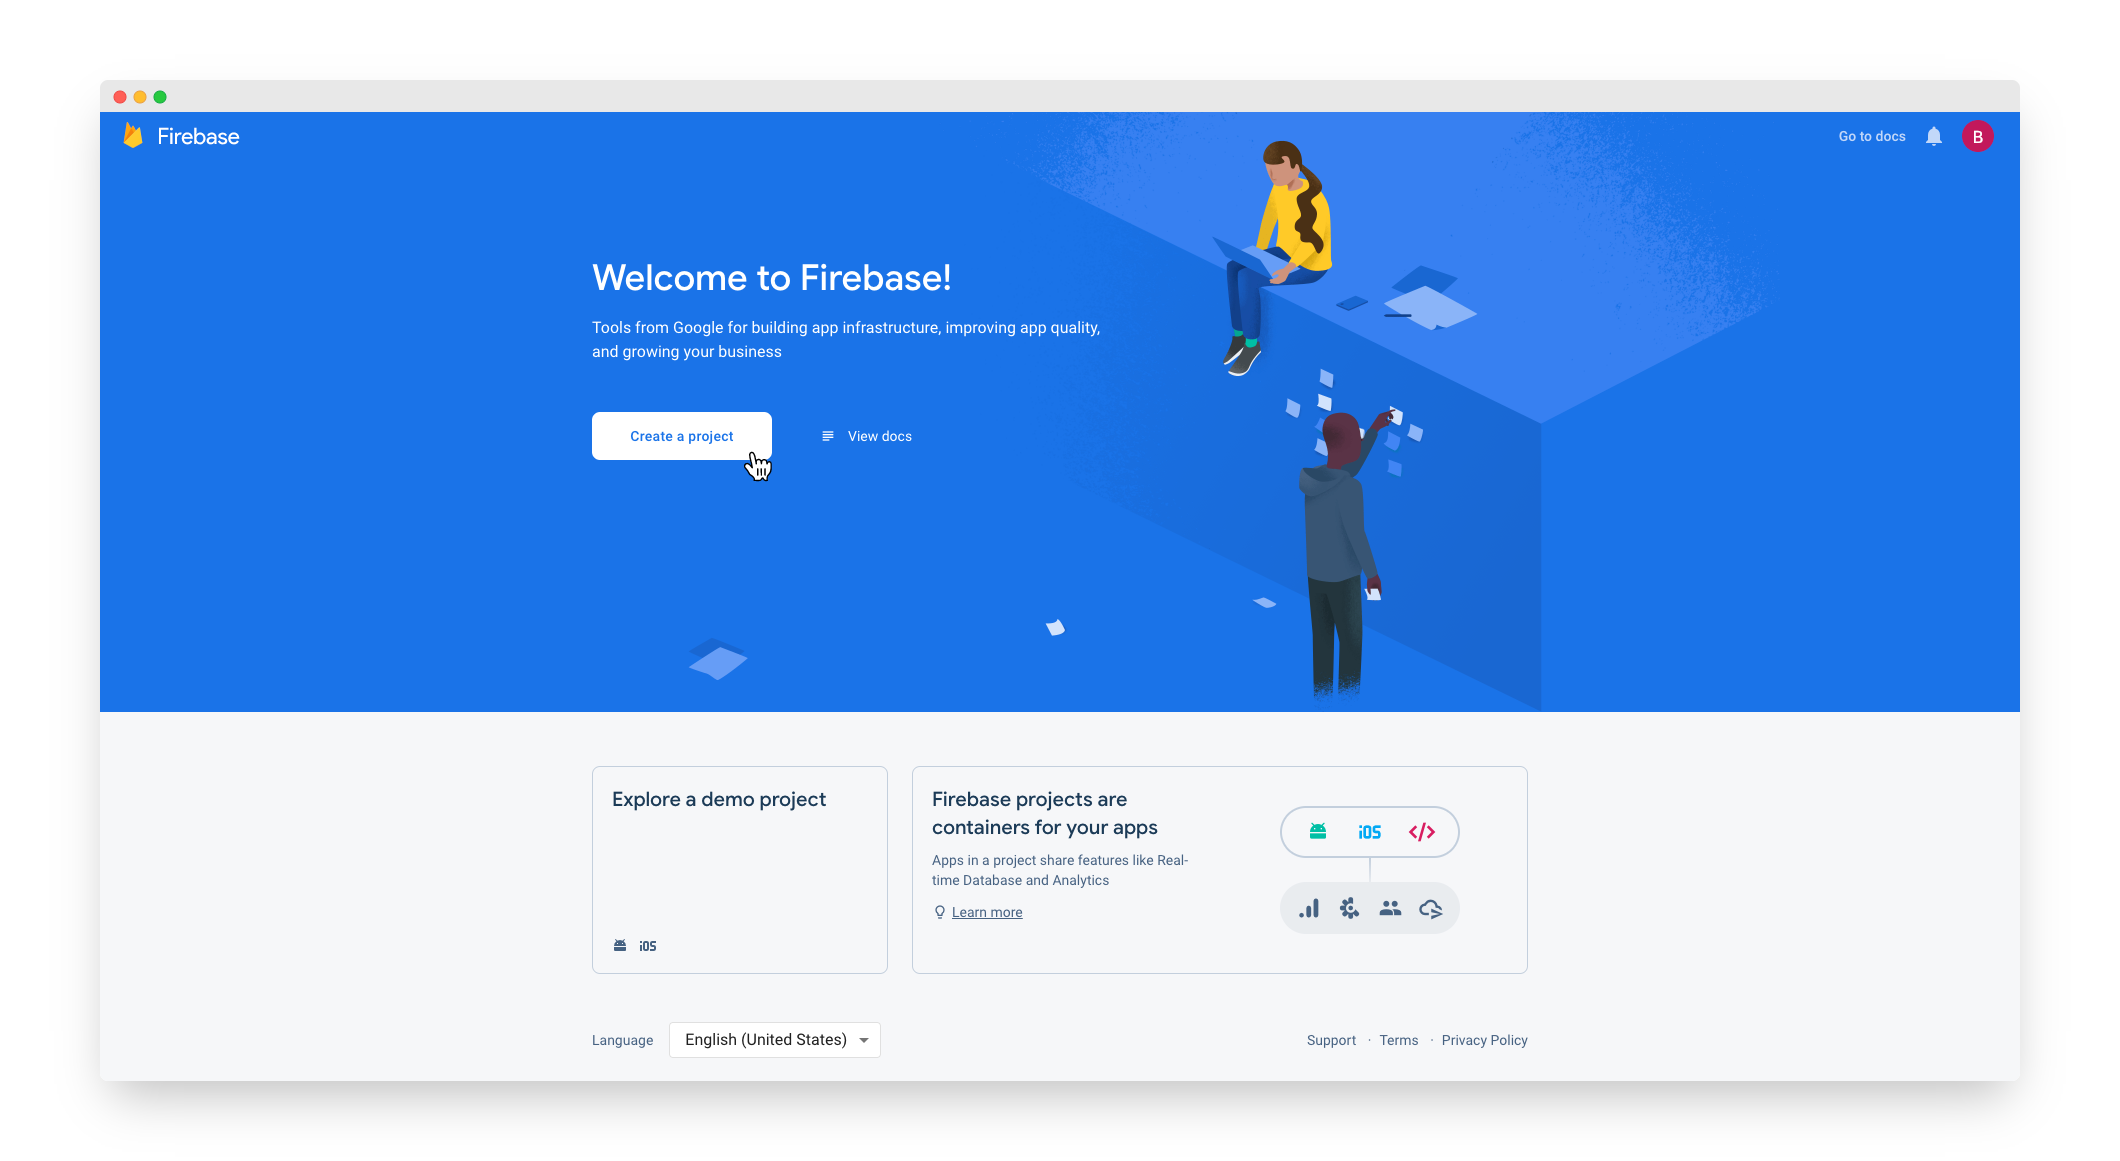 Firebase
Go to docs
B
Welcome to Firebase!
Tools from Google for building app infrastructure, improving app quality,
and growing your business
Create a project
View docs
Explore a demo project
iOS
Firebase projects are
containers for your apps
Apps in a project share features like Real-
time Database and Analytics
Learn more
iOS </>
Language English (United States)
Support · Terms · Privacy Policy